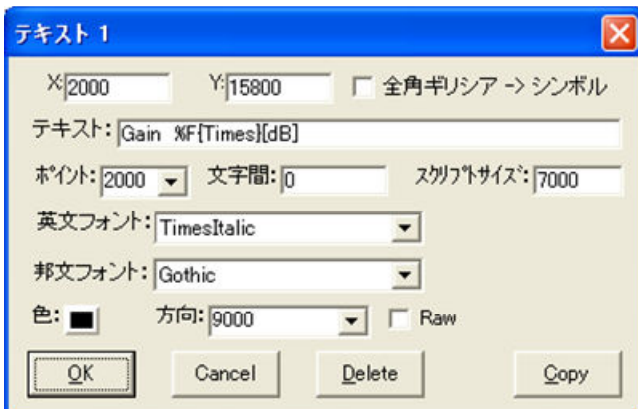 テキスト 1
X: 2000 Y: 15800 全角ギリシア -> シンボル
テキスト: Gain %F{Times}[dB]
ポイント: 2000 文字間: 0 スクリプトサイズ: 7000
英文フォント: TimesItalic
邦文フォント: Gothic
色: 方向: 9000 Raw
OK Cancel Delete Copy